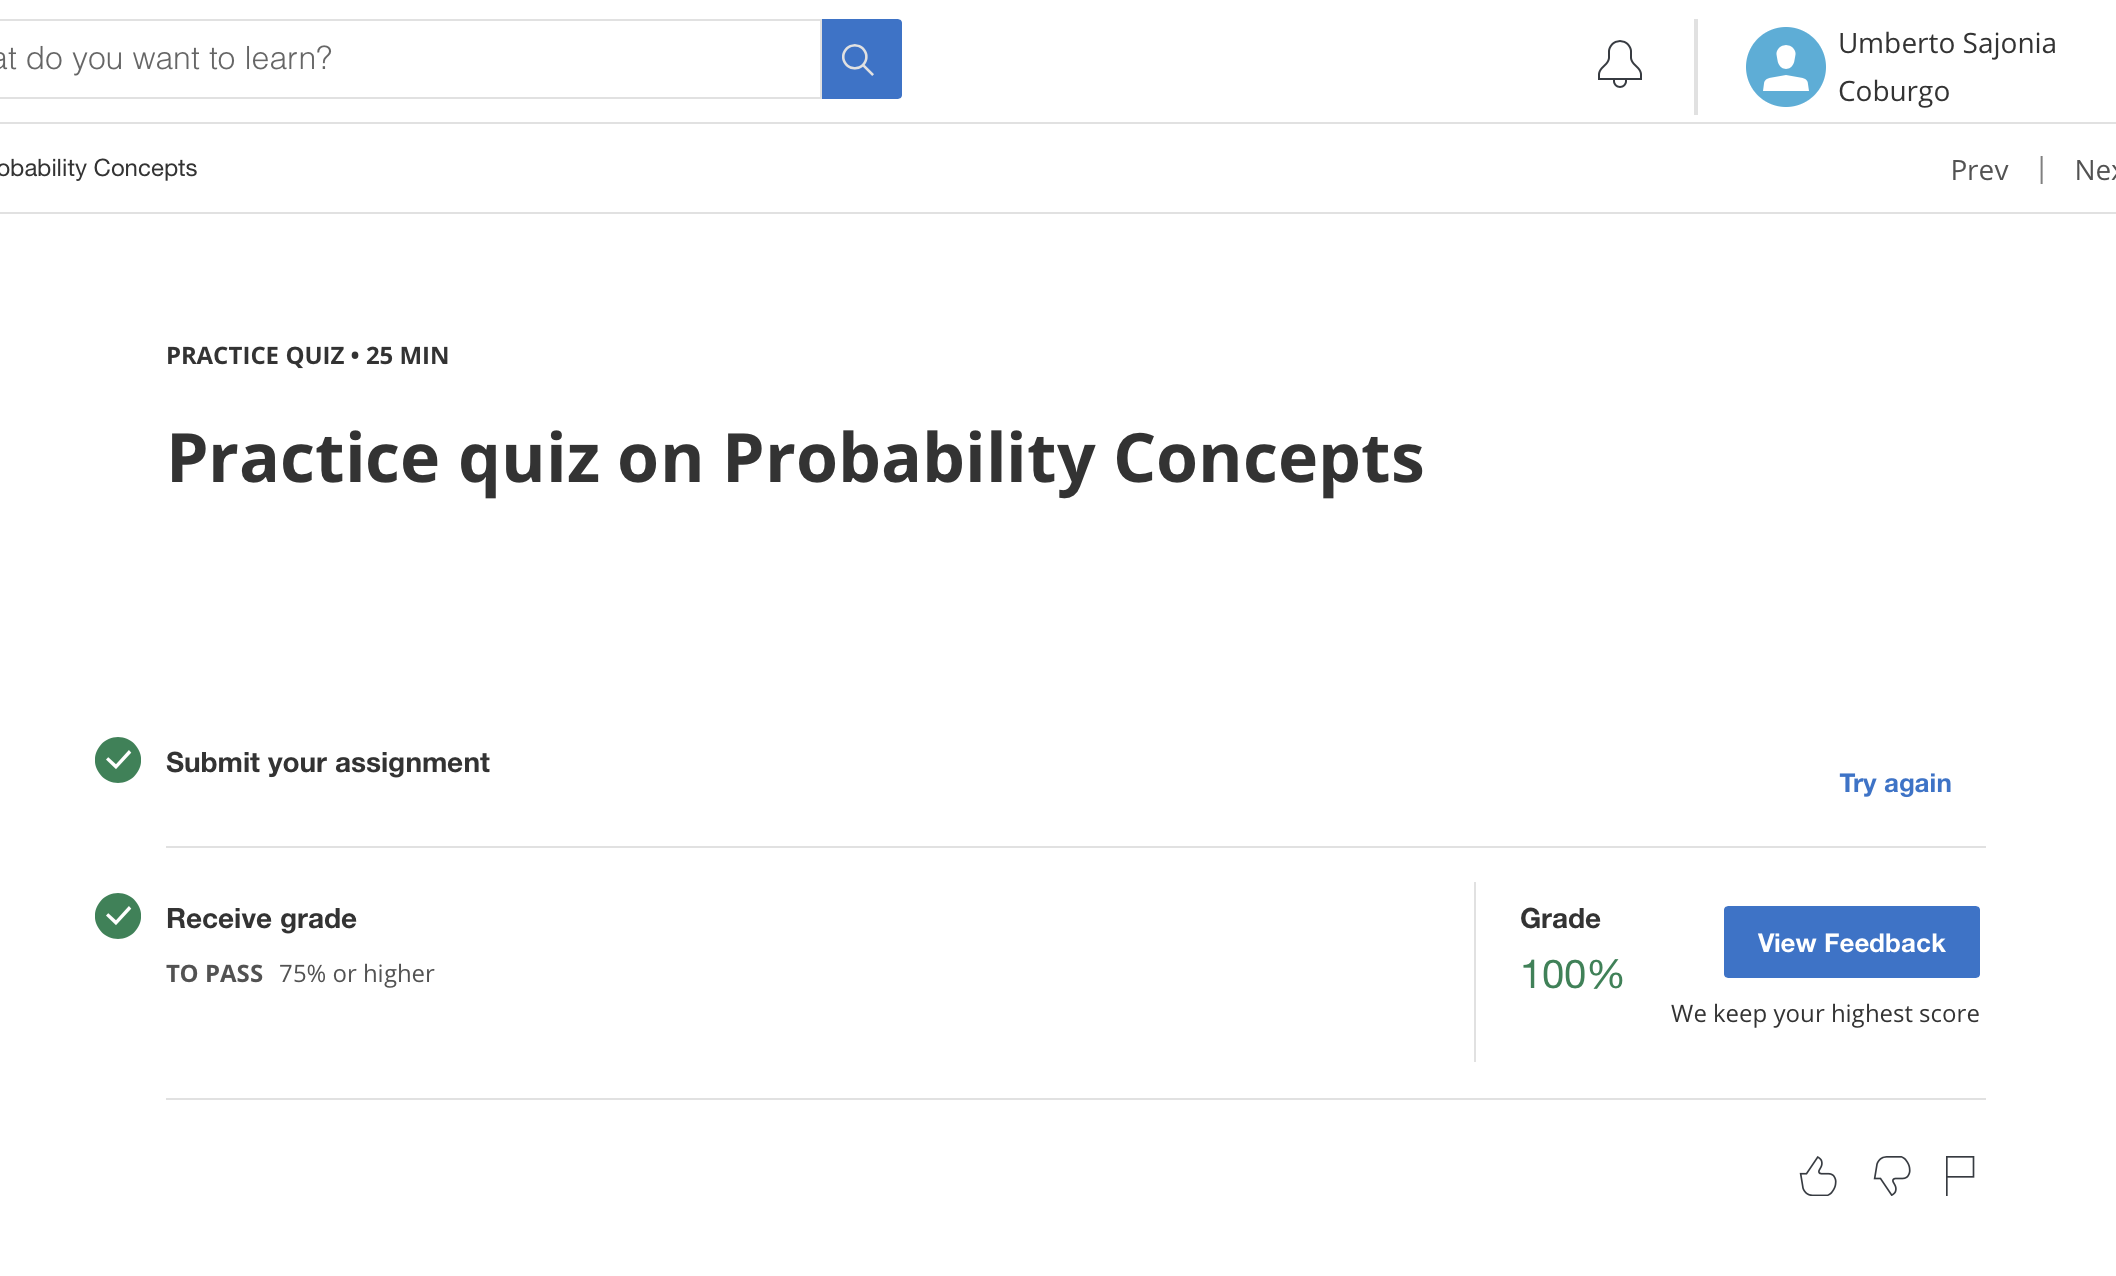 at do you want to learn?
Umberto Sajonia
Coburgo
obability Concepts
Prev | Nex
PRACTICE QUIZ • 25 MIN
Practice quiz on Probability Concepts
Submit your assignment
Try again
Receive grade
TO PASS 75% or higher
Grade
100%
View Feedback
We keep your highest score